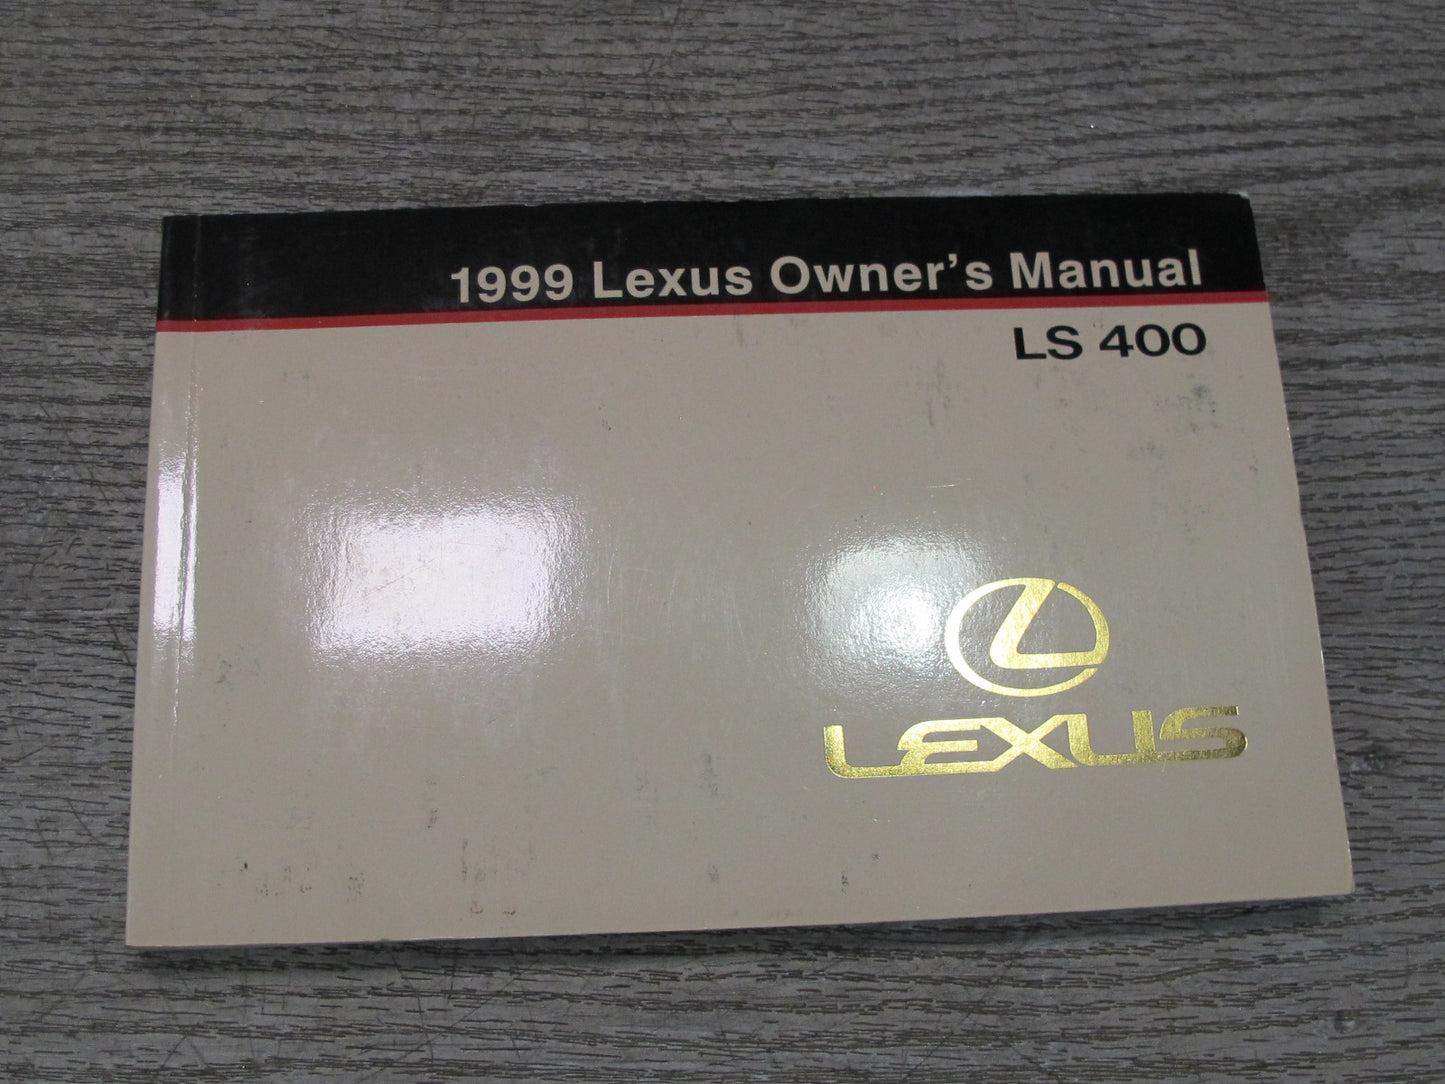 1999 Lexus Owner's Manual
LS 400
LEXUS